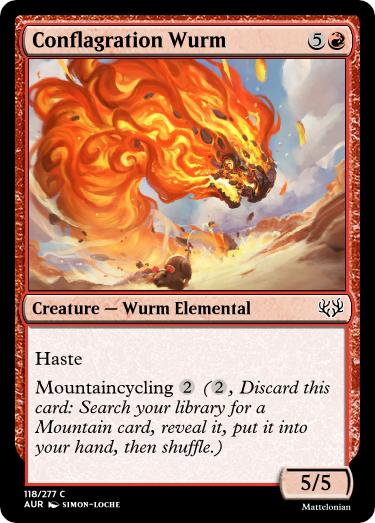 Conflagration Wurm 5
Creature — Wurm Elemental
Haste
Mountaincycling 2 (2, Discard this
card: Search your library for a
Mountain card, reveal it, put it into
your hand, then shuffle.)
5/5
118/277 C
AUR SIMON-LOCHE
Mattelonian